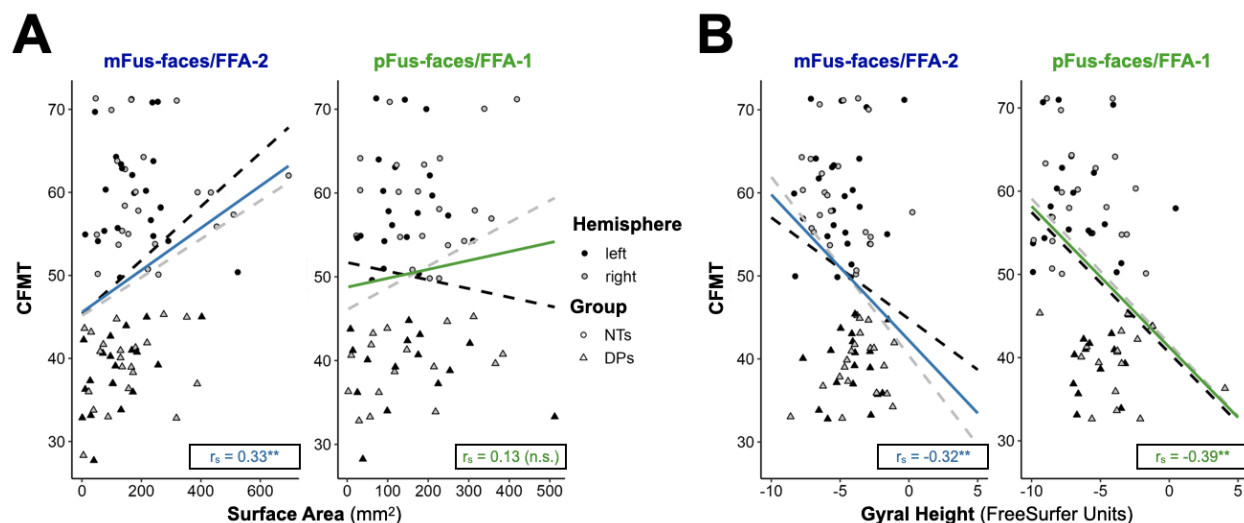 A
B
mFus-faces/FFA-2
pFus-faces/FFA-1
mFus-faces/FFA-2
pFus-faces/FFA-1
CFMT
70
60
50
40
30
70
60
50
40
30
Hemisphere
left
right
Group
NTs
DPs
CFMT
70
60
50
40
30
70
60
50
40
30
rs = 0.33**
rs = 0.13 (n.s.)
rs = -0.32**
rs = -0.39**
0 200 400 600
0 100 200 300 400 500
-10 -5 0 5
-10 -5 0 5
Surface Area (mm²)
Gyral Height (FreeSurfer Units)